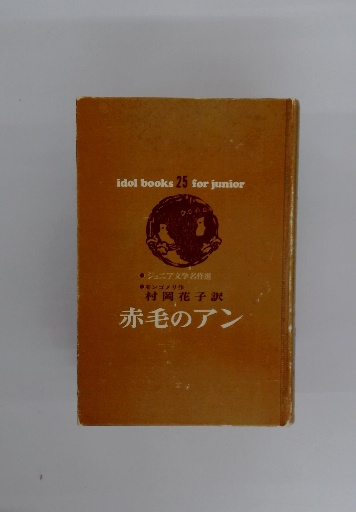 idol books 25 for junior
●ジュニア文学名作選
●モンゴメリ作
村岡花子訳
赤毛のアン